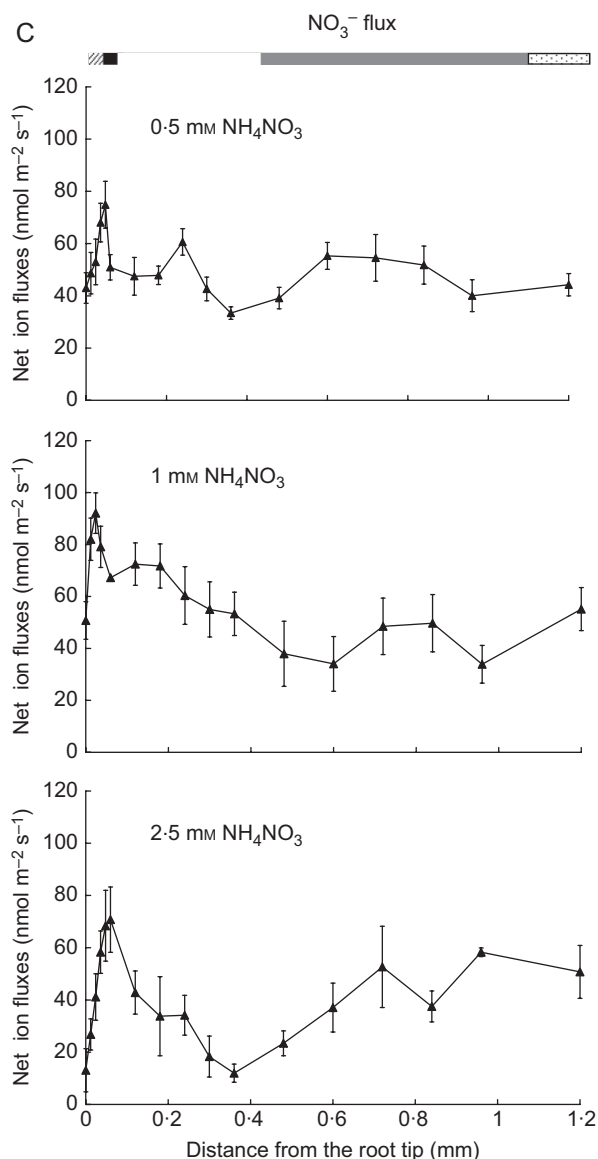 C
NO₃⁻ flux
0·5 mM NH₄NO₃
Net ion fluxes (nmol m⁻² s⁻¹)
120
100
80
60
40
20
0
1 mM NH₄NO₃
Net ion fluxes (nmol m⁻² s⁻¹)
120
100
80
60
40
20
0
2·5 mM NH₄NO₃
Net ion fluxes (nmol m⁻² s⁻¹)
120
100
80
60
40
20
0
0 0·2 0·4 0·6 0·8 1 1·2
Distance from the root tip (mm)